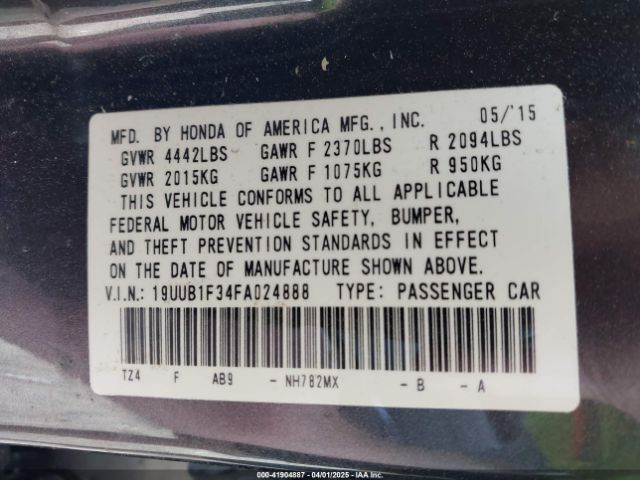 MFD. BY HONDA OF AMERICA MFG., INC. 05/'15
GVWR 4442LBS GAWR F 2370LBS R 2094LBS
GVWR 2015KG GAWR F 1075KG R 950KG
THIS VEHICLE CONFORMS TO ALL APPLICABLE
FEDERAL MOTOR VEHICLE SAFETY, BUMPER,
AND THEFT PREVENTION STANDARDS IN EFFECT
ON THE DATE OF MANUFACTURE SHOWN ABOVE.
V.I.N.: 19UUB1F34FA024888 TYPE: PASSENGER CAR
TZ4 F AB9 - NH782MX - B - A
000-41904887 - 04/01/2025 - IAAI.COM